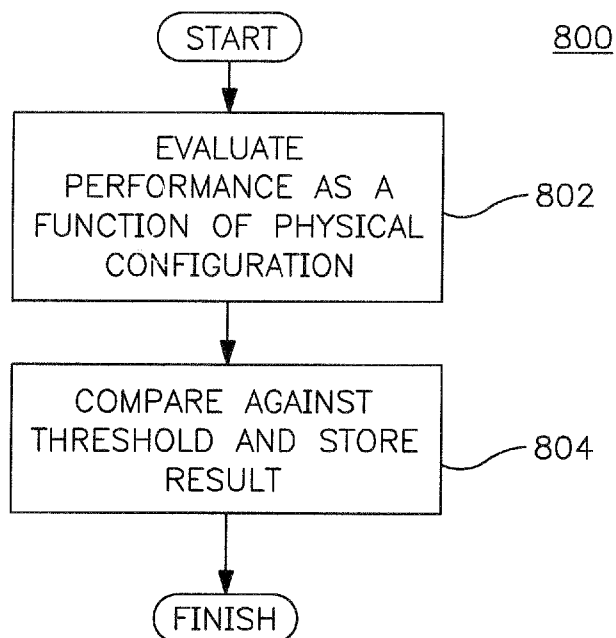 START
800
EVALUATE
PERFORMANCE AS A
FUNCTION OF PHYSICAL
CONFIGURATION
802
COMPARE AGAINST
THRESHOLD AND STORE
RESULT
804
FINISH